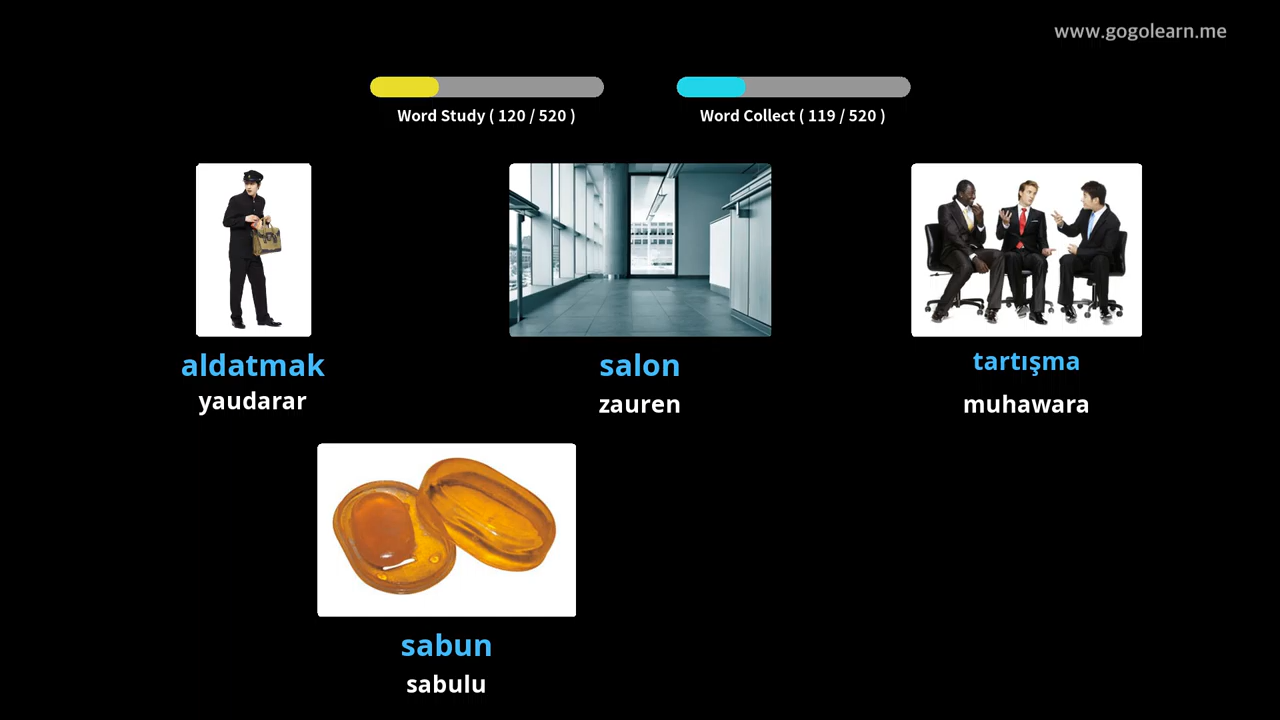 www.gogolearn.me
Word Study ( 120 / 520 )
Word Collect ( 119 / 520 )
aldatmak
yaudarar
salon
zauren
tartışma
muhawara
sabun
sabulu